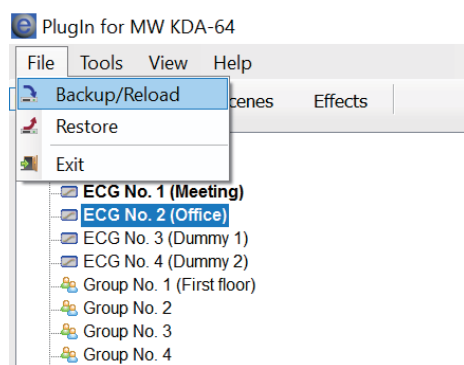 PlugIn for MW KDA-64
File Tools View Help
Backup/Reload
cenes Effects
Restore
Exit
ECG No. 1 (Meeting)
ECG No. 2 (Office)
ECG No. 3 (Dummy 1)
ECG No. 4 (Dummy 2)
Group No. 1 (First floor)
Group No. 2
Group No. 3
Group No. 4